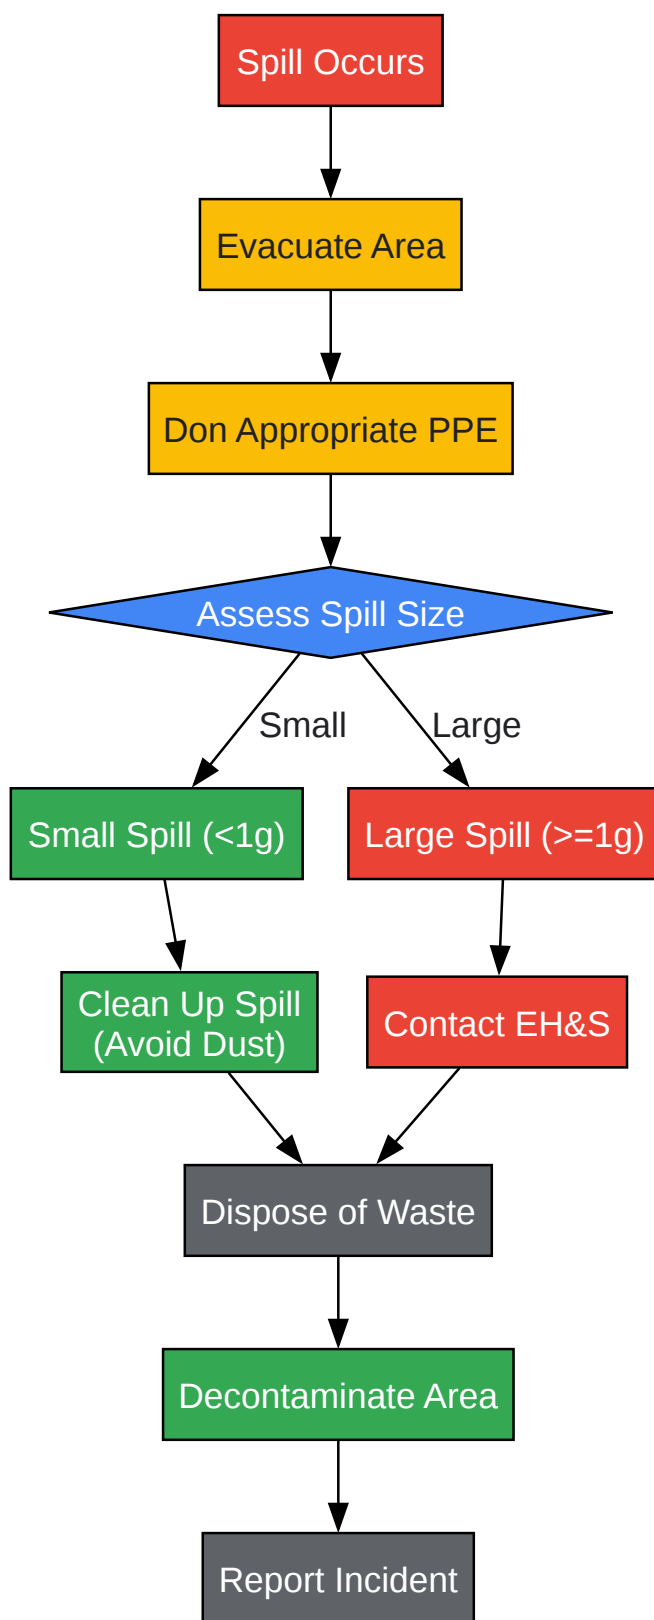 Spill Occurs
Evacuate Area
Don Appropriate PPE
Assess Spill Size
Small
Large
Small Spill (<1g)
Large Spill (>=1g)
Clean Up Spill
(Avoid Dust)
Contact EH&S
Dispose of Waste
Decontaminate Area
Report Incident